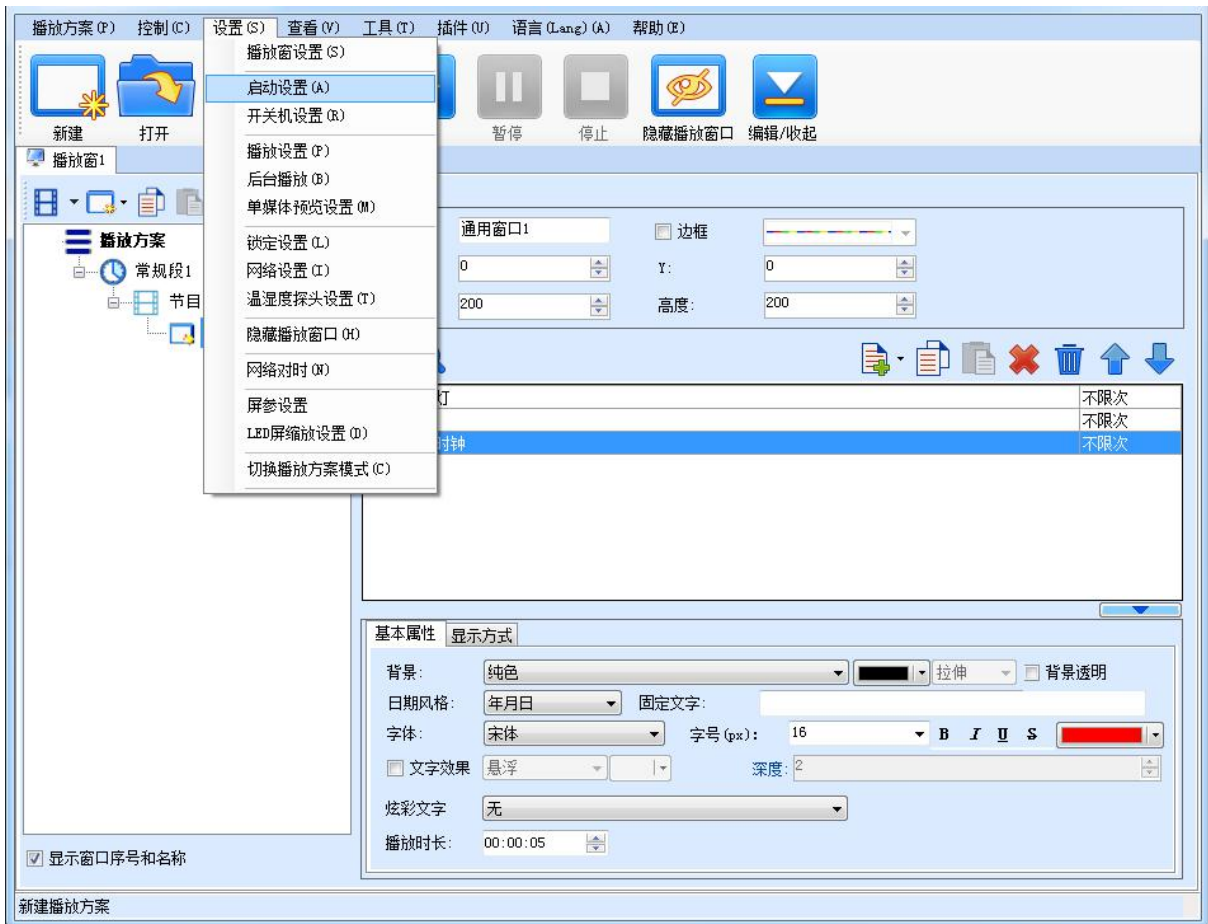 播放方案(P) 控制(C) 设置(S) 查看(V) 工具(T) 插件(U) 语言(Lang)(A) 帮助(E)
播放窗设置(S)
启动设置(A)
开关机设置(R)
播放设置(P)
后台播放(B)
单媒体预览设置(M)
锁定设置(L)
网络设置(I)
温湿度探头设置(T)
隐藏播放窗口(H)
网络对时(N)
屏参设置
LED屏缩放设置(D)
切换播放方案模式(C)
新建 打开 暂停 停止 隐藏播放窗口 编辑/收起
播放窗1
播放方案
常规段1
节目
通用窗口1 边框
0 Y: 0
200 高度: 200
灯 不限次
不限次
时钟 不限次
基本属性 显示方式
背景: 纯色 拉伸 背景透明
日期风格: 年月日 固定文字:
字体: 宋体 字号(px): 16 B I U S
文字效果 悬浮 深度: 2
炫彩文字 无
播放时长: 00:00:05
显示窗口序号和名称
新建播放方案